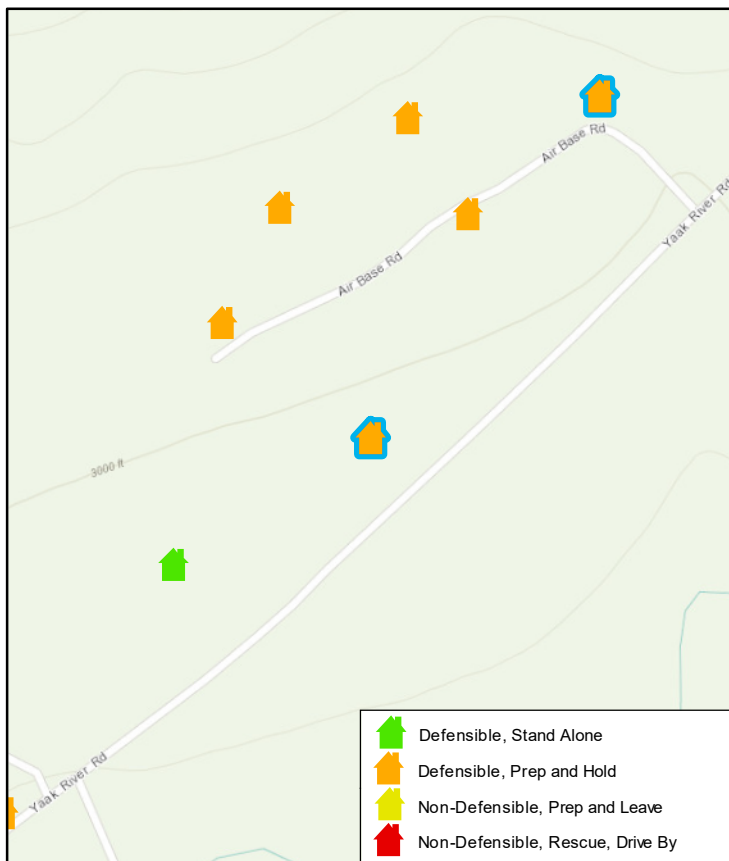 Air Base Rd
Yaak River Rd
Air Base Rd
3000 ft
Yaak River Rd
Defensible, Stand Alone
Defensible, Prep and Hold
Non-Defensible, Prep and Leave
Non-Defensible, Rescue, Drive By